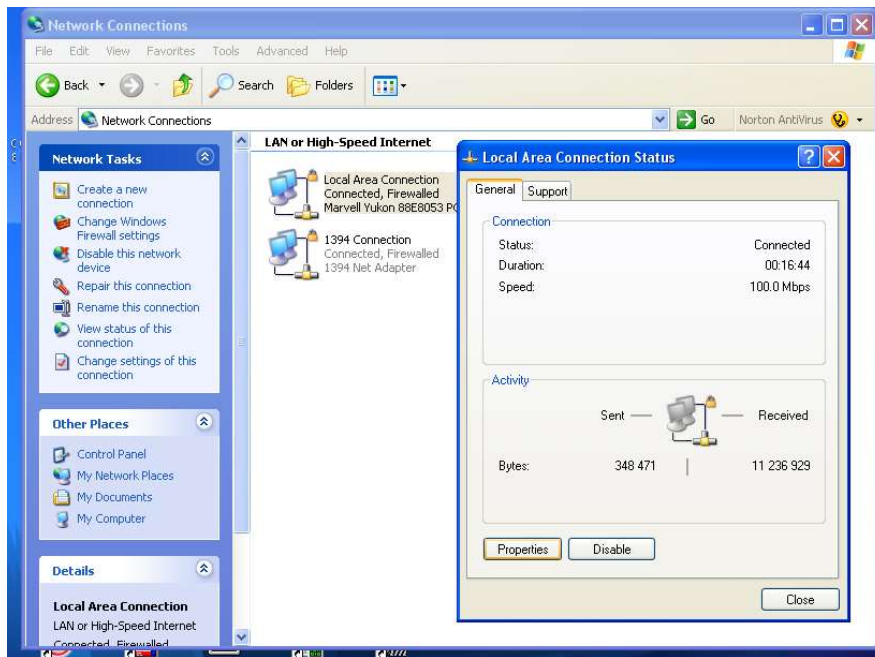 Network Connections
File Edit View Favorites Tools Advanced Help
Back Search Folders
Address Network Connections Go Norton AntiVirus
Network Tasks
Create a new
connection
Change Windows
Firewall settings
Disable this network
device
Repair this connection
Rename this connection
View status of this
connection
Change settings of this
connection
Other Places
Control Panel
My Network Places
My Documents
My Computer
Details
Local Area Connection
LAN or High-Speed Internet
Connected, Firewalled
LAN or High-Speed Internet
Local Area Connection
Connected, Firewalled
Marvell Yukon 88E8053 PC
1394 Connection
Connected, Firewalled
1394 Net Adapter
Local Area Connection Status
General Support
Connection
Status: Connected
Duration: 00:16:44
Speed: 100.0 Mbps
Activity
Sent Received
Bytes: 348 471 11 236 929
Properties Disable
Close